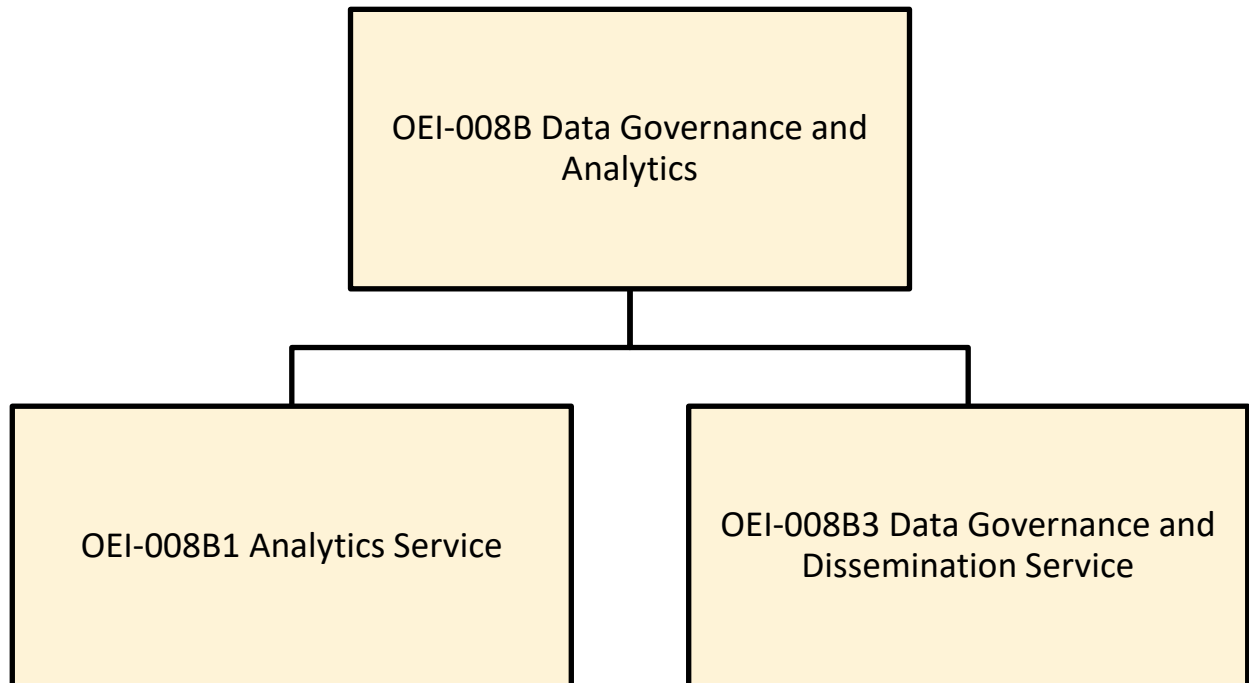 OEI-008B Data Governance and
Analytics
OEI-008B1 Analytics Service
OEI-008B3 Data Governance and
Dissemination Service